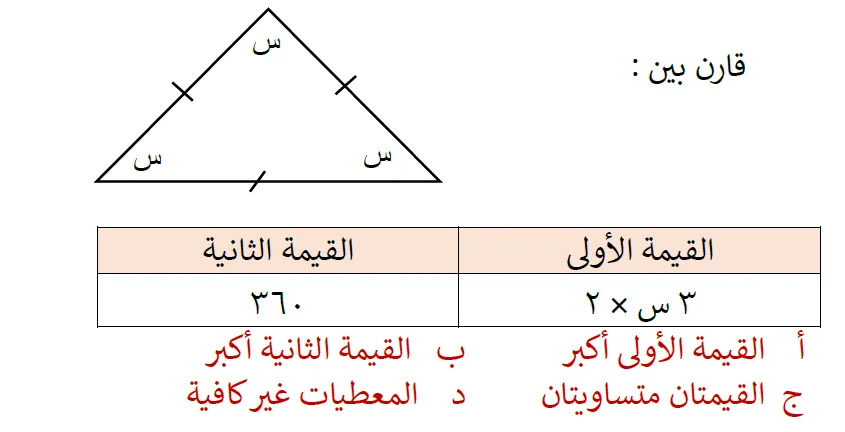 س
قارن بين :
س
س
القيمة الأولى القيمة الثانية
٣ س × ٢ ٣٦٠
أ القيمة الأولى أكبر ب القيمة الثانية أكبر
ج القيمتان متساويتان د المعطيات غير كافية